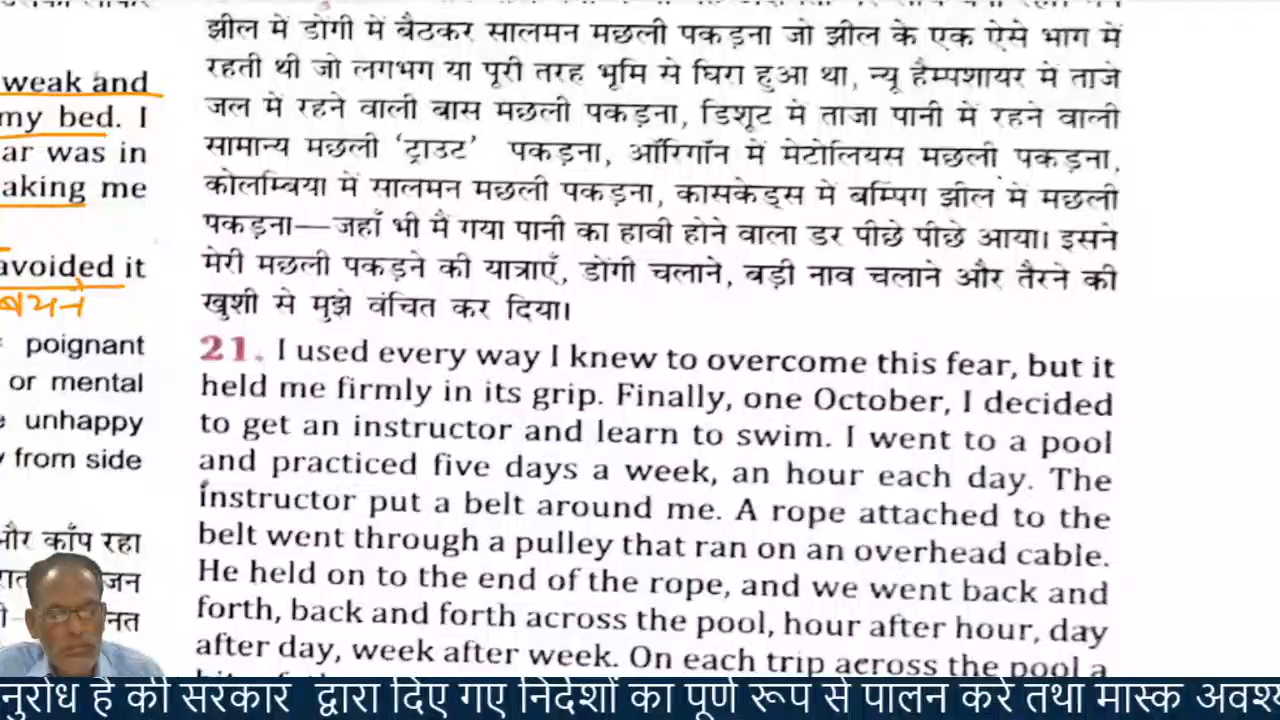 weak and
my bed. I
ar was in
aking me
avoided it
बचने
poignant
or mental
unhappy
from side
और काँप रहा
जन
नत
झील में डोंगी में बैठकर सालमन मछली पकड़ना जो झील के एक ऐसे भाग में
रहती थी जो लगभग या पूरी तरह भूमि से घिरा हुआ था, न्यू हैम्पशायर में ताजे
जल में रहने वाली बास मछली पकड़ना, डिशूट में ताजा पानी में रहने वाली
सामान्य मछली ‘ट्राउट’ पकड़ना, ऑरिगॉन में मेटोलियस मछली पकड़ना,
कोलम्बिया में सालमन मछली पकड़ना, कासकेड्स में बम्पिग झील में मछली
पकड़ना—जहाँ भी मैं गया पानी का हावी होने वाला डर पीछे पीछे आया। इसने
मेरी मछली पकड़ने की यात्राएँ, डोंगी चलाने, बड़ी नाव चलाने और तैरने की
खुशी से मुझे वंचित कर दिया।
21. I used every way I knew to overcome this fear, but it
held me firmly in its grip. Finally, one October, I decided
to get an instructor and learn to swim. I went to a pool
and practiced five days a week, an hour each day. The
instructor put a belt around me. A rope attached to the
belt went through a pulley that ran on an overhead cable.
He held on to the end of the rope, and we went back and
forth, back and forth across the pool, hour after hour, day
after day, week after week. On each trip across the pool a
नुरोध है की सरकार द्वारा दिए गए निर्देशों का पूर्ण रूप से पालन करे तथा मास्क अवश्